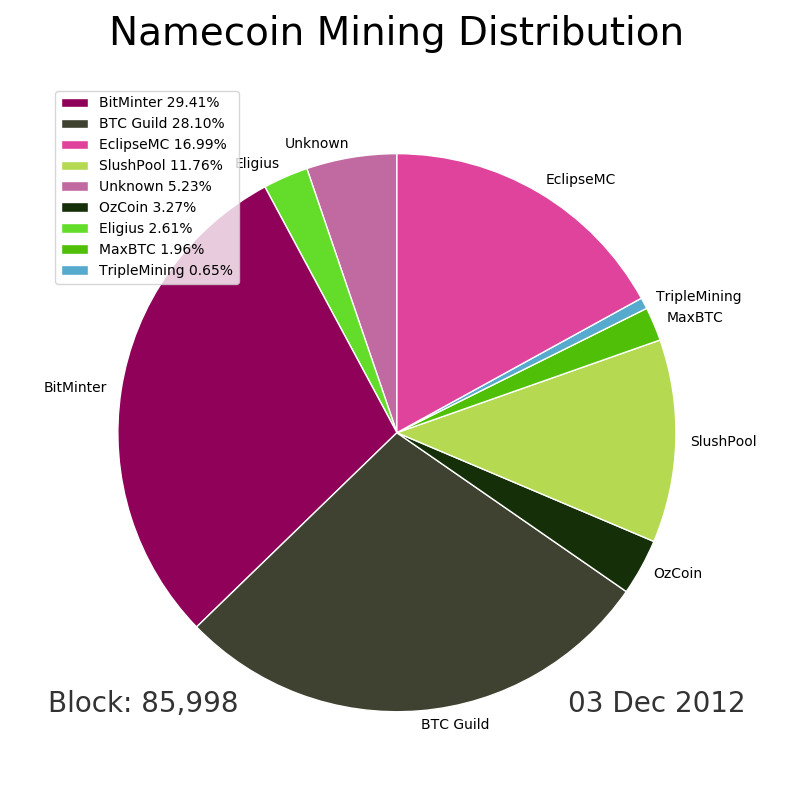 Namecoin Mining Distribution
BitMinter 29.41%
BTC Guild 28.10%
EclipseMC 16.99%
SlushPool 11.76%
Unknown 5.23%
OzCoin 3.27%
Eligius 2.61%
MaxBTC 1.96%
TripleMining 0.65%
Unknown
Eligius
EclipseMC
TripleMining
MaxBTC
BitMinter
SlushPool
OzCoin
BTC Guild
Block: 85,998
03 Dec 2012